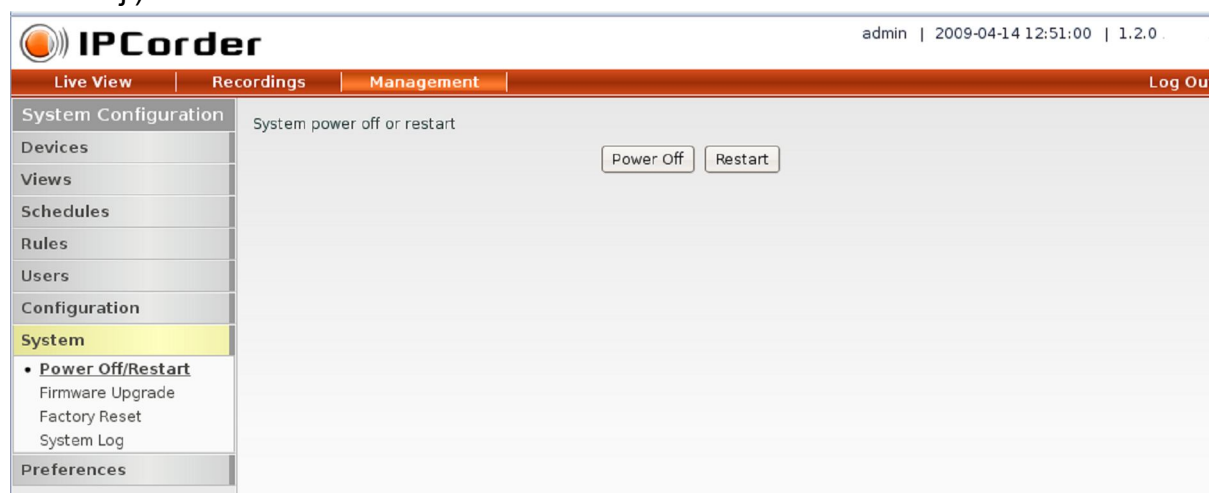 IPCorder
admin | 2009-04-14 12:51:00 | 1.2.0
Live View | Recordings | Management | Log Ou
System Configuration
System power off or restart
Devices
Power Off Restart
Views
Schedules
Rules
Users
Configuration
System
• Power Off/Restart
Firmware Upgrade
Factory Reset
System Log
Preferences